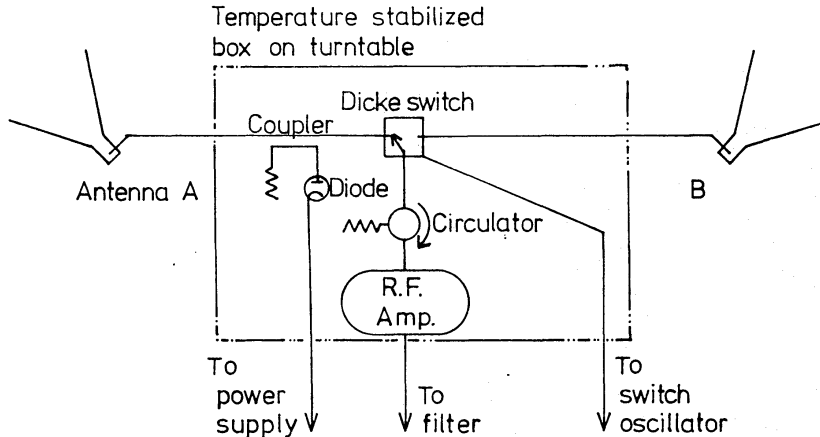 Temperature stabilized
box on turntable
Dicke switch
Coupler
Antenna A
Diode
B
Circulator
R.F.
Amp.
To
power
supply
To
filter
To
switch
oscillator